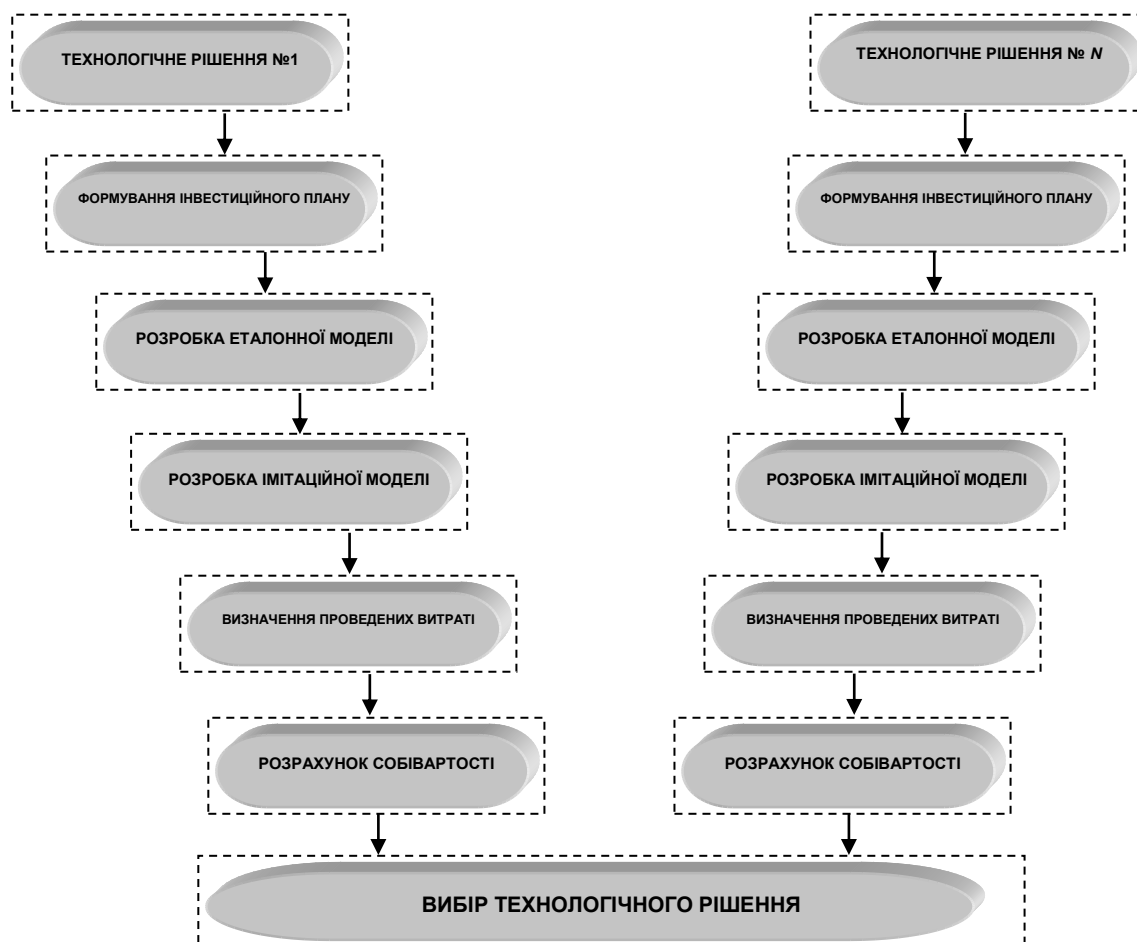 ТЕХНОЛОГІЧНЕ РІШЕННЯ №1
ТЕХНОЛОГІЧНЕ РІШЕННЯ № N
ФОРМУВАННЯ ІНВЕСТИЦІЙНОГО ПЛАНУ
ФОРМУВАННЯ ІНВЕСТИЦІЙНОГО ПЛАНУ
РОЗРОБКА ЕТАЛОННОЇ МОДЕЛІ
РОЗРОБКА ЕТАЛОННОЇ МОДЕЛІ
РОЗРОБКА ІМІТАЦІЙНОЇ МОДЕЛІ
РОЗРОБКА ІМІТАЦІЙНОЇ МОДЕЛІ
ВИЗНАЧЕННЯ ПРОВЕДЕНИХ ВИТРАТІ
ВИЗНАЧЕННЯ ПРОВЕДЕНИХ ВИТРАТІ
РОЗРАХУНОК СОБІВАРТОСТІ
РОЗРАХУНОК СОБІВАРТОСТІ
ВИБІР ТЕХНОЛОГІЧНОГО РІШЕННЯ